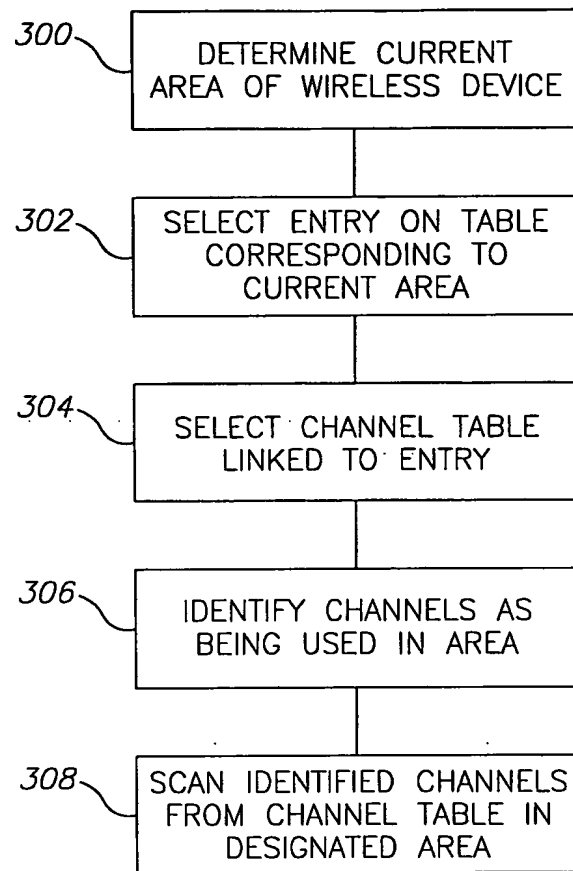 300
DETERMINE CURRENT
AREA OF WIRELESS DEVICE
302
SELECT ENTRY ON TABLE
CORRESPONDING TO
CURRENT AREA
304
SELECT CHANNEL TABLE
LINKED TO ENTRY
306
IDENTIFY CHANNELS AS
BEING USED IN AREA
308
SCAN IDENTIFIED CHANNELS
FROM CHANNEL TABLE IN
DESIGNATED AREA